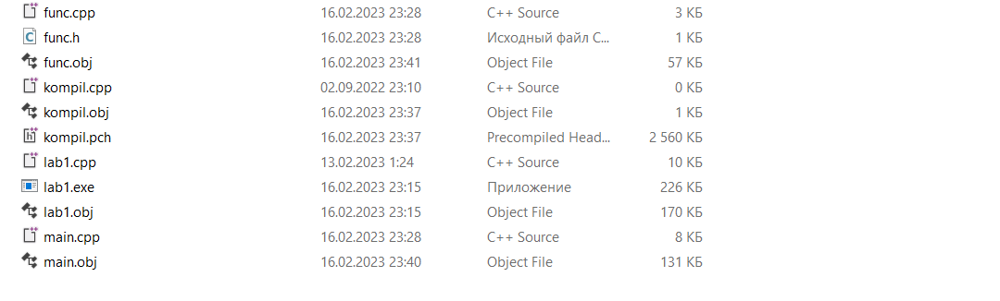 func.cpp 16.02.2023 23:28 C++ Source 3 КБ
func.h 16.02.2023 23:28 Исходный файл C... 1 КБ
func.obj 16.02.2023 23:41 Object File 57 КБ
kompil.cpp 02.09.2022 23:10 C++ Source 0 КБ
kompil.obj 16.02.2023 23:37 Object File 1 КБ
kompil.pch 16.02.2023 23:37 Precompiled Head... 2 560 КБ
lab1.cpp 13.02.2023 1:24 C++ Source 10 КБ
lab1.exe 16.02.2023 23:15 Приложение 226 КБ
lab1.obj 16.02.2023 23:15 Object File 170 КБ
main.cpp 16.02.2023 23:28 C++ Source 8 КБ
main.obj 16.02.2023 23:40 Object File 131 КБ